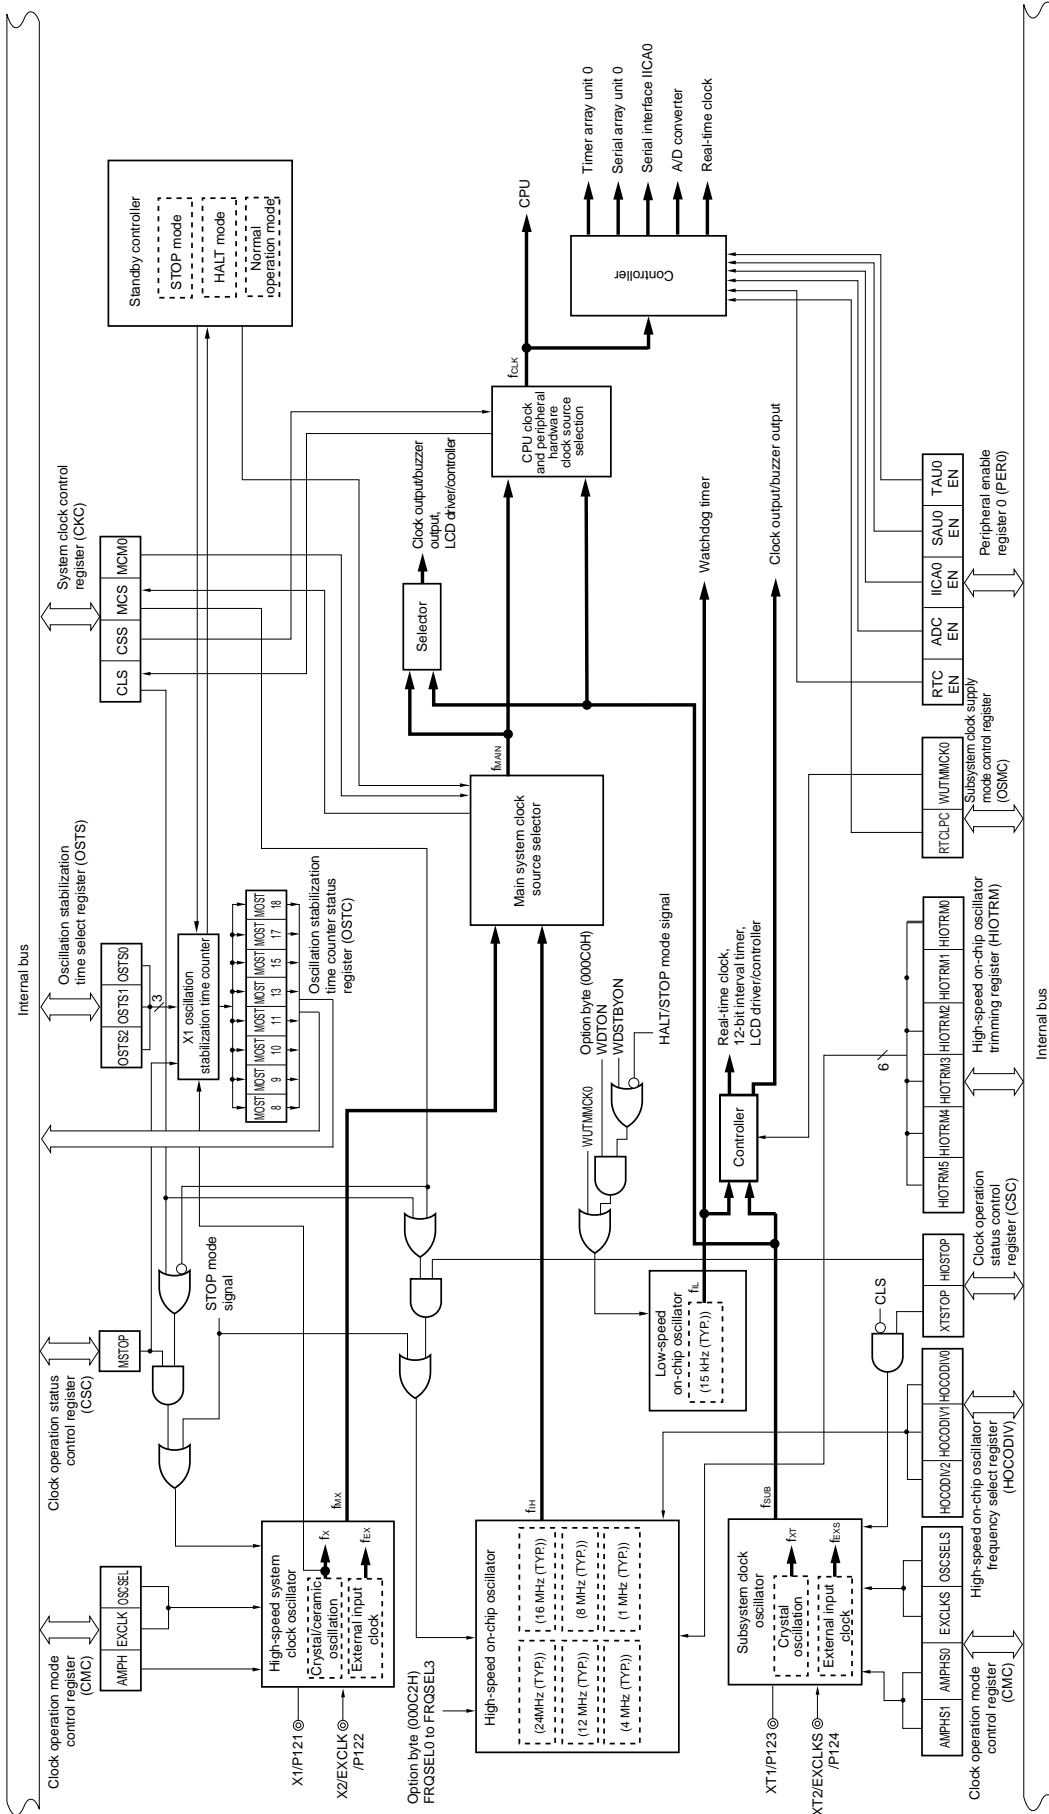 Internal bus
Clock operation mode
control register
(CMC)
AMPH
EXCLK
OSCSEL
Clock operation status
control register
(CSC)
MSTOP
STOP mode
signal
Oscillation stabilization
time select register (OSTS)
OSTS2
OSTS1
OSTS0
3
X1 oscillation
stabilization time counter
MOST
8
MOST
9
MOST
10
MOST
11
MOST
13
MOST
15
MOST
17
MOST
18
Oscillation stabilization
time counter status
register (OSTC)
System clock control
register (CKC)
CLS
CSS
MCS
MCM0
Standby controller
STOP mode
HALT mode
Normal
operation mode
X1/P121
X2/EXCLK
/P122
High-speed system
clock oscillator
Crystal/ceramic
oscillation
fX
External input
clock
fEX
fMX
Option byte (000C2H)
FRQSEL0 to FRQSEL3
High-speed on-chip oscillator
(24MHz (TYP.))
(16 MHz (TYP.))
(12 MHz (TYP.))
(8 MHz (TYP.))
(4 MHz (TYP.))
(1 MHz (TYP.))
fIH
Main system clock
source selector
fMAIN
Selector
Clock output/buzzer
output,
LCD driver/controller
CPU clock
and peripheral
hardware
clock source
selection
fCLK
CPU
Controller
Timer array unit 0
Serial array unit 0
Serial interface IICA0
A/D converter
Real-time clock
Option byte (000C0H)
WDTON
WDSTBYON
WUTMMCK0
HALT/STOP mode signal
Low-speed
on-chip oscillator
(15 kHz (TYP.))
fIL
Watchdog timer
Controller
Real-time clock,
12-bit interval timer,
LCD driver/controller
Clock output/buzzer output
XT1/P123
XT2/EXCLKS
/P124
Subsystem clock
oscillator
Crystal
oscillation
fXT
External input
clock
fEXS
fSUB
CLS
6
AMPHS1
AMPHS0
EXCLKS
OSCSELS
Clock operation mode
control register
(CMC)
HOCODIV2
HOCODIV1
HOCODIV0
High-speed on-chip oscillator
frequency select register
(HOCODIV)
XTSTOP
HIOSTOP
Clock operation
status control
register (CSC)
HIOTRM5
HIOTRM4
HIOTRM3
HIOTRM2
HIOTRM1
HIOTRM0
High-speed on-chip oscillator
trimming register (HIOTRM)
RTCLPC
WUTMMCK0
Subsystem clock supply
mode control register
(OSMC)
RTC
EN
ADC
EN
IICA0
EN
SAU0
EN
TAU0
EN
Peripheral enable
register 0 (PER0)
Internal bus